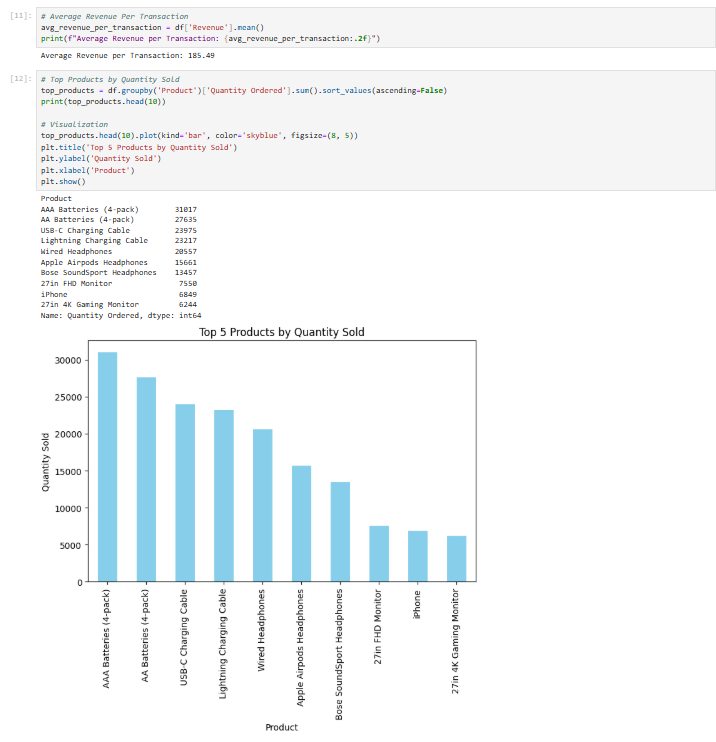 [11]:
# Average Revenue Per Transaction
avg_revenue_per_transaction = df['Revenue'].mean()
print(f"Average Revenue per Transaction: {avg_revenue_per_transaction:.2f}")
Average Revenue per Transaction: 185.49
[12]:
# Top Products by Quantity Sold
top_products = df.groupby('Product')['Quantity Ordered'].sum().sort_values(ascending=False)
print(top_products.head(10))
# Visualization
top_products.head(10).plot(kind='bar', color='skyblue', figsize=(8, 5))
plt.title('Top 5 Products by Quantity Sold')
plt.ylabel('Quantity Sold')
plt.xlabel('Product')
plt.show()
Product
AAA Batteries (4-pack) 31017
AA Batteries (4-pack) 27635
USB-C Charging Cable 23975
Lightning Charging Cable 23217
Wired Headphones 20557
Apple Airpods Headphones 15661
Bose SoundSport Headphones 13457
27in FHD Monitor 7550
iPhone 6849
27in 4K Gaming Monitor 6244
Name: Quantity Ordered, dtype: int64
Top 5 Products by Quantity Sold
Quantity Sold
30000
25000
20000
15000
10000
5000
0
AAA Batteries (4-pack)
AA Batteries (4-pack)
USB-C Charging Cable
Lightning Charging Cable
Wired Headphones
Apple Airpods Headphones
Bose SoundSport Headphones
27in FHD Monitor
iPhone
27in 4K Gaming Monitor
Product